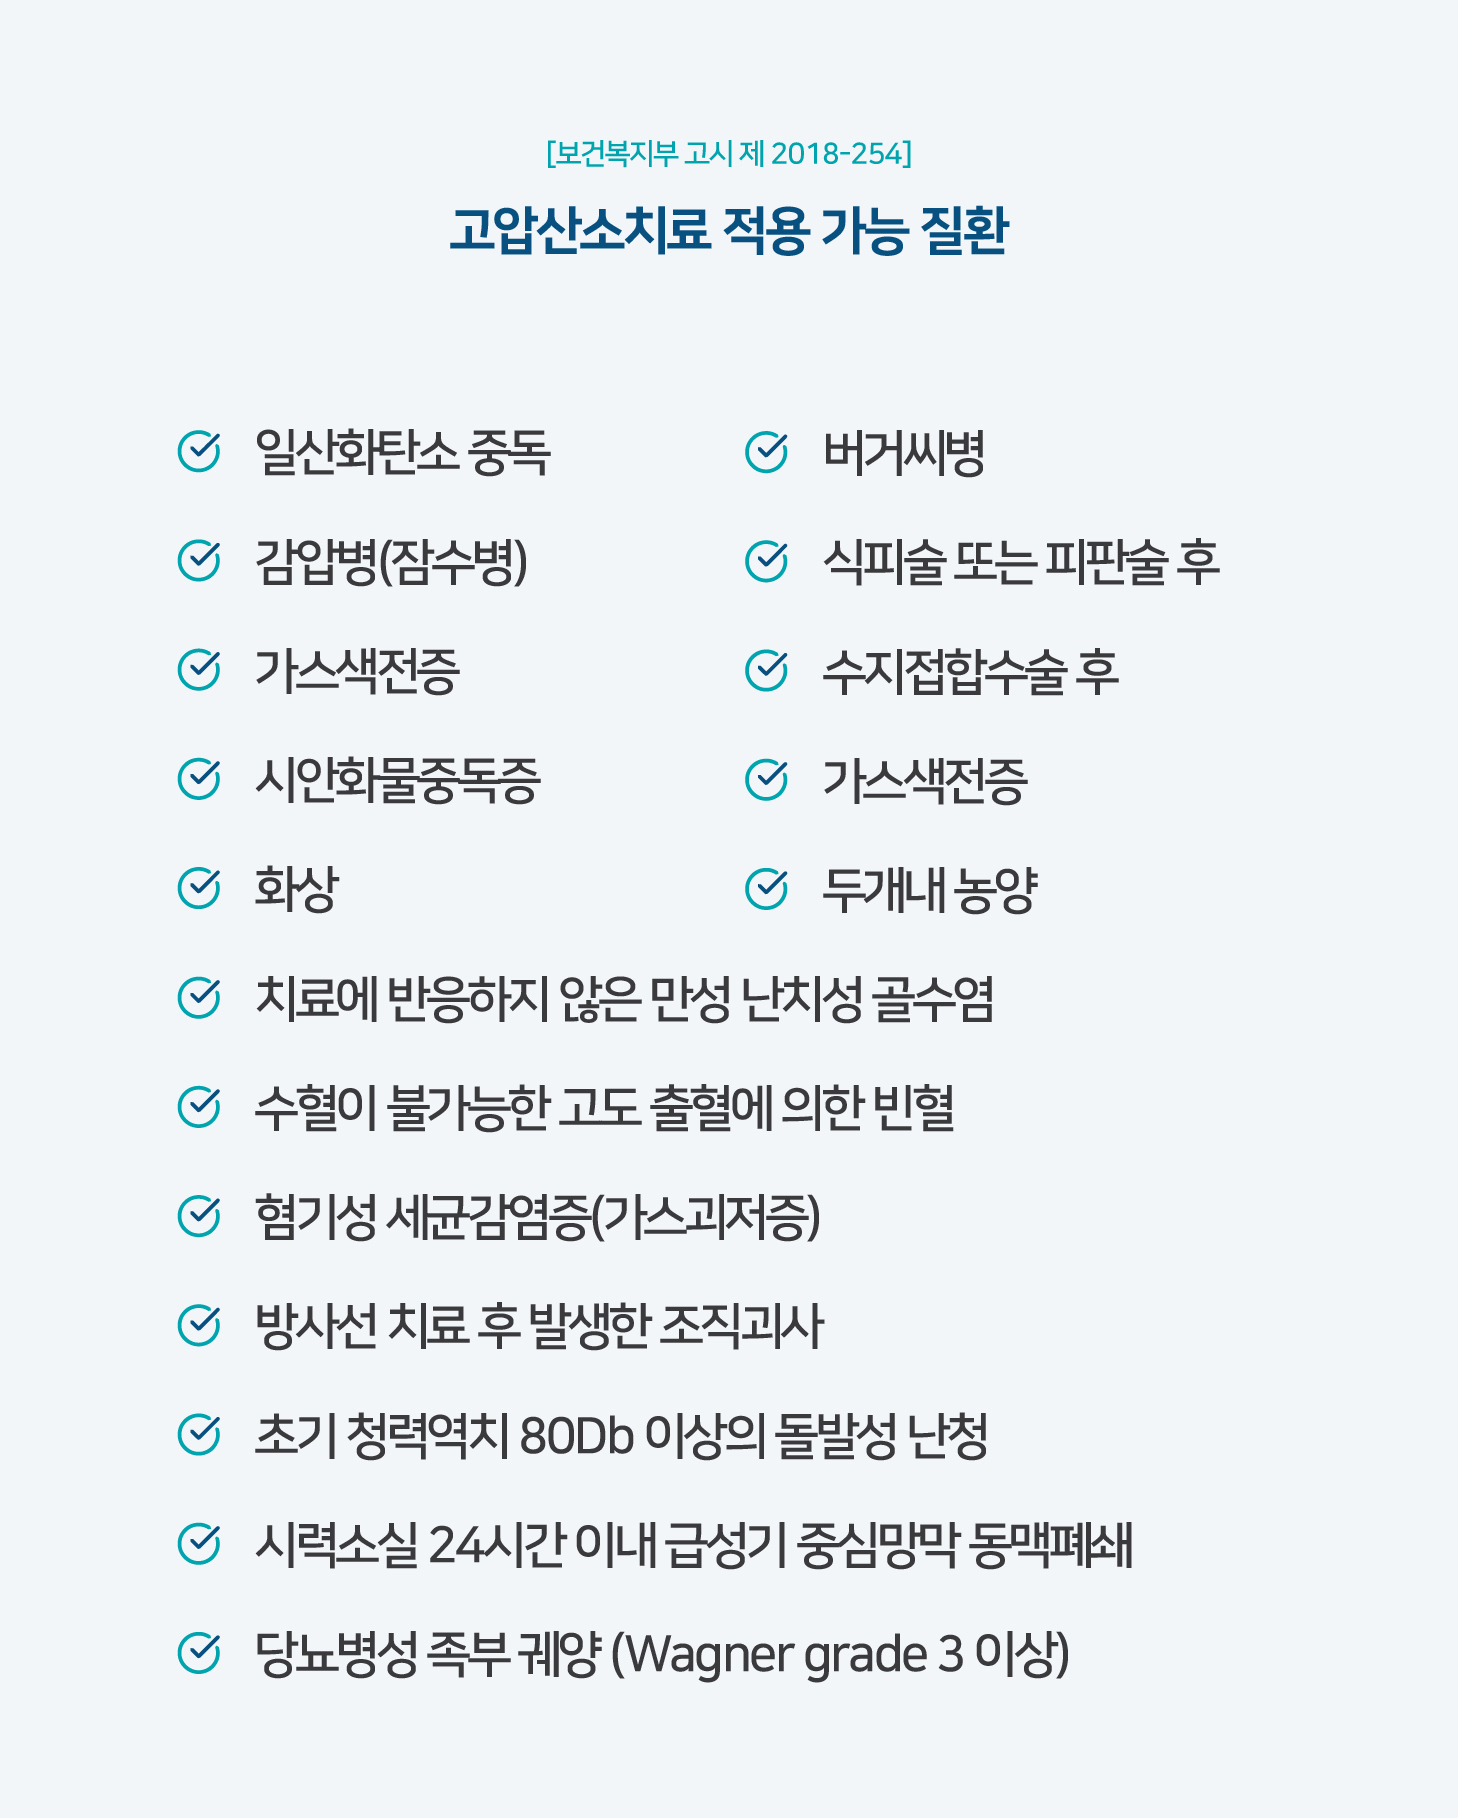 [보건복지부 고시 제 2018-254]
고압산소치료 적용 가능 질환
일산화탄소 중독
버거씨병
감압병(잠수병)
식피술 또는 피판술 후
가스색전증
수지접합수술 후
시안화물중독증
가스색전증
화상
두개내 농양
치료에 반응하지 않은 만성 난치성 골수염
수혈이 불가능한 고도 출혈에 의한 빈혈
혐기성 세균감염증(가스괴저증)
방사선 치료 후 발생한 조직괴사
초기 청력역치 80Db 이상의 돌발성 난청
시력소실 24시간 이내 급성기 중심망막 동맥폐쇄
당뇨병성 족부 궤양 (Wagner grade 3 이상)